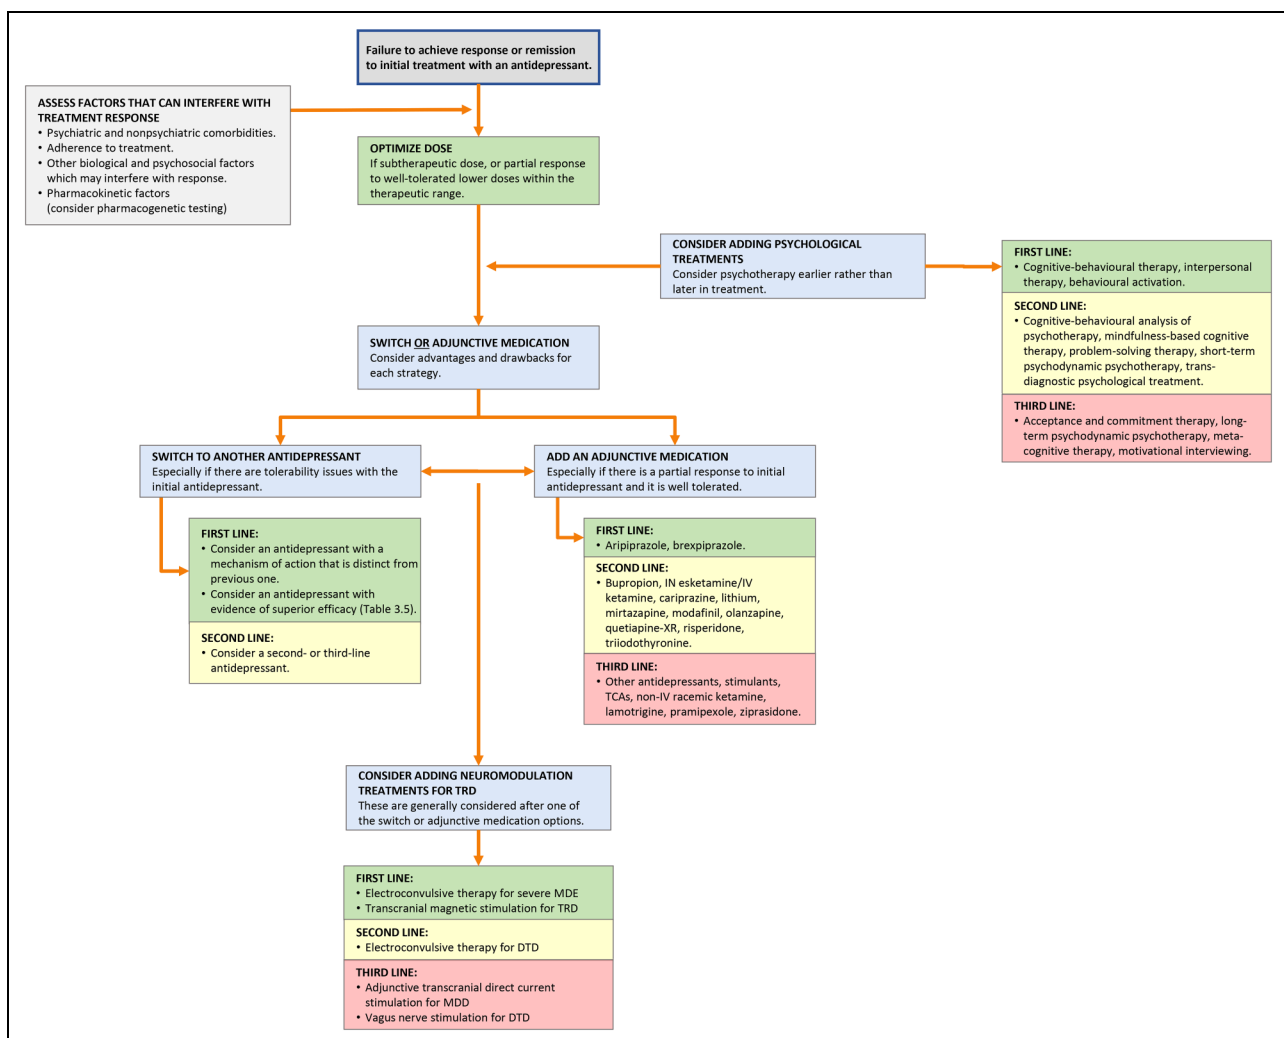 Failure to achieve response or remission
to initial treatment with an antidepressant.
ASSESS FACTORS THAT CAN INTERFERE WITH
TREATMENT RESPONSE
• Psychiatric and nonpsychiatric comorbidities.
• Adherence to treatment.
• Other biological and psychosocial factors
which may interfere with response.
• Pharmacokinetic factors
(consider pharmacogenetic testing)
OPTIMIZE DOSE
If subtherapeutic dose, or partial response
to well-tolerated lower doses within the
therapeutic range.
CONSIDER ADDING PSYCHOLOGICAL
TREATMENTS
Consider psychotherapy earlier rather than
later in treatment.
FIRST LINE:
• Cognitive-behavioural therapy, interpersonal
therapy, behavioural activation.
SECOND LINE:
• Cognitive-behavioural analysis of
psychotherapy, mindfulness-based cognitive
therapy, problem-solving therapy, short-term
psychodynamic psychotherapy, trans-
diagnostic psychological treatment.
THIRD LINE:
• Acceptance and commitment therapy, long-
term psychodynamic psychotherapy, meta-
cognitive therapy, motivational interviewing.
SWITCH OR ADJUNCTIVE MEDICATION
Consider advantages and drawbacks for
each strategy.
SWITCH TO ANOTHER ANTIDEPRESSANT
Especially if there are tolerability issues with the
initial antidepressant.
FIRST LINE:
• Consider an antidepressant with a
mechanism of action that is distinct from
previous one.
• Consider an antidepressant with
evidence of superior efficacy (Table 3.5).
SECOND LINE:
• Consider a second- or third-line
antidepressant.
ADD AN ADJUNCTIVE MEDICATION
Especially if there is a partial response to initial
antidepressant and it is well tolerated.
FIRST LINE:
• Aripiprazole, brexpiprazole.
SECOND LINE:
• Bupropion, IN esketamine/IV
ketamine, cariprazine, lithium,
mirtazapine, modafinil, olanzapine,
quetiapine-XR, risperidone,
triiodothyronine.
THIRD LINE:
• Other antidepressants, stimulants,
TCAs, non-IV racemic ketamine,
lamotrigine, pramipexole, ziprasidone.
CONSIDER ADDING NEUROMODULATION
TREATMENTS FOR TRD
These are generally considered after one of
the switch or adjunctive medication options.
FIRST LINE:
• Electroconvulsive therapy for severe MDE
• Transcranial magnetic stimulation for TRD
SECOND LINE:
• Electroconvulsive therapy for DTD
THIRD LINE:
• Adjunctive transcranial direct current
stimulation for MDD
• Vagus nerve stimulation for DTD